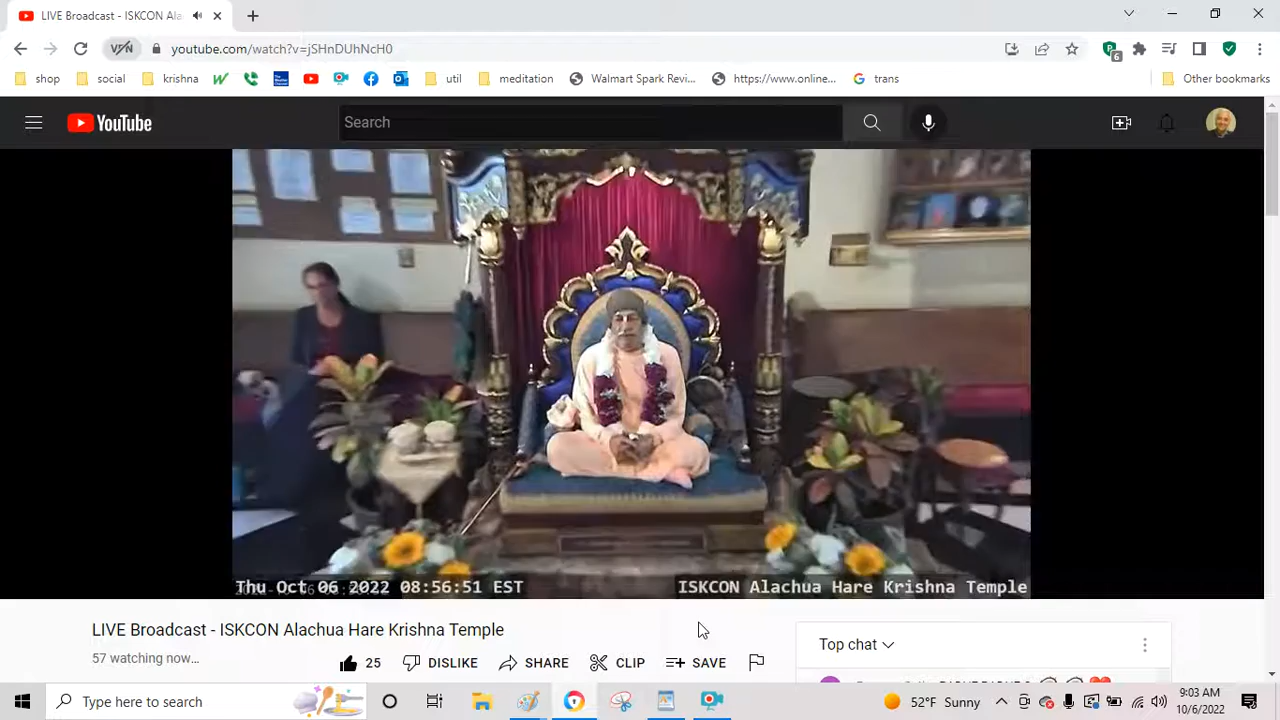 LIVE Broadcast - ISKCON Ala
youtube.com/watch?v=jSHnDUhNcH0
shop
social
krishna
util
meditation
Walmart Spark Revi...
https://www.online...
trans
Other bookmarks
6
VPN
YouTube
Search
Thu Oct 06 2022 08:56:51 EST
ISKCON Alachua Hare Krishna Temple
LIVE Broadcast - ISKCON Alachua Hare Krishna Temple
57 watching now...
25
DISLIKE
SHARE
CLIP
SAVE
Top chat
Type here to search
52°F Sunny
9:03 AM
10/6/2022